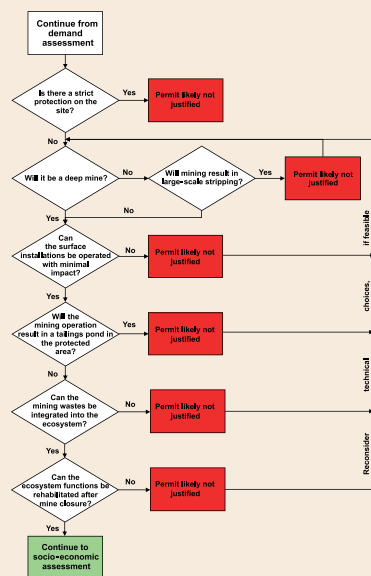 Continue from
demand
assessment
Is there a strict
protection on the
site?
Yes
Permit likely not
justified
No
Will it be a deep mine?
No
Will mining result in
large-scale stripping?
Yes
Permit likely not
justified
Yes
No
Can
the surface
installations be operated
with minimal
impact?
No
Permit likely not
justified
Yes
Will the
mining operation
result in a tailings pond in
the protected
area?
Yes
Permit likely not
justified
No
Can the
mining wastes be
integrated into the
ecosystem?
No
Permit likely not
justified
Yes
Can the
ecosystem functions be
rehabilitated after
mine closure?
No
Permit likely not
justified
Yes
Continue to
socio-economic
assessment
Reconsider technical choices, if feasible